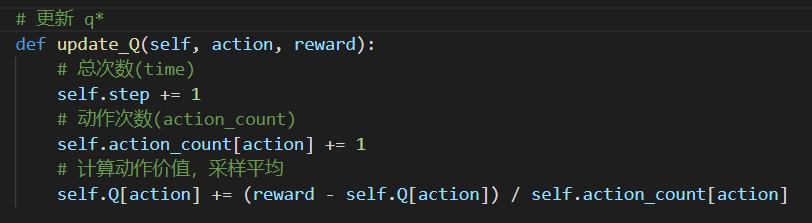 # 更新 q*
def update_Q(self, action, reward):
    # 总次数(time)
    self.step += 1
    # 动作次数(action_count)
    self.action_count[action] += 1
    # 计算动作价值，采样平均
    self.Q[action] += (reward - self.Q[action]) / self.action_count[action]